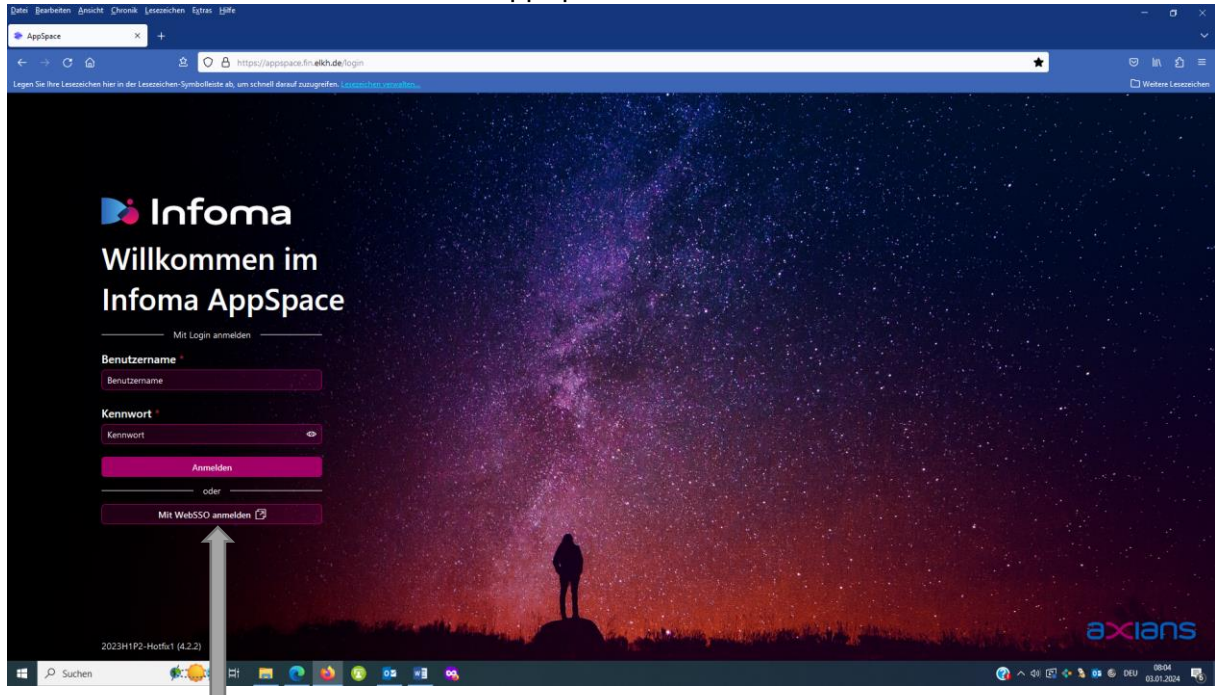 Datei Bearbeiten Ansicht Chronik Lesezeichen Extras Hilfe
AppSpace
https://appspace.fin.elkh.de/login
Legen Sie Ihre Lesezeichen hier in der Lesezeichen-Symbolleiste ab, um schnell darauf zuzugreifen. Lesezeichen verwalten...
Weitere Lesezeichen
Infoma
Willkommen im
Infoma AppSpace
Mit Login anmelden
Benutzername *
Benutzername
Kennwort *
Kennwort
Anmelden
oder
Mit WebSSO anmelden
axians
2023H1P2-Hotfix1 (4.2.2)
Suchen
DEU
08:04
03.01.2024